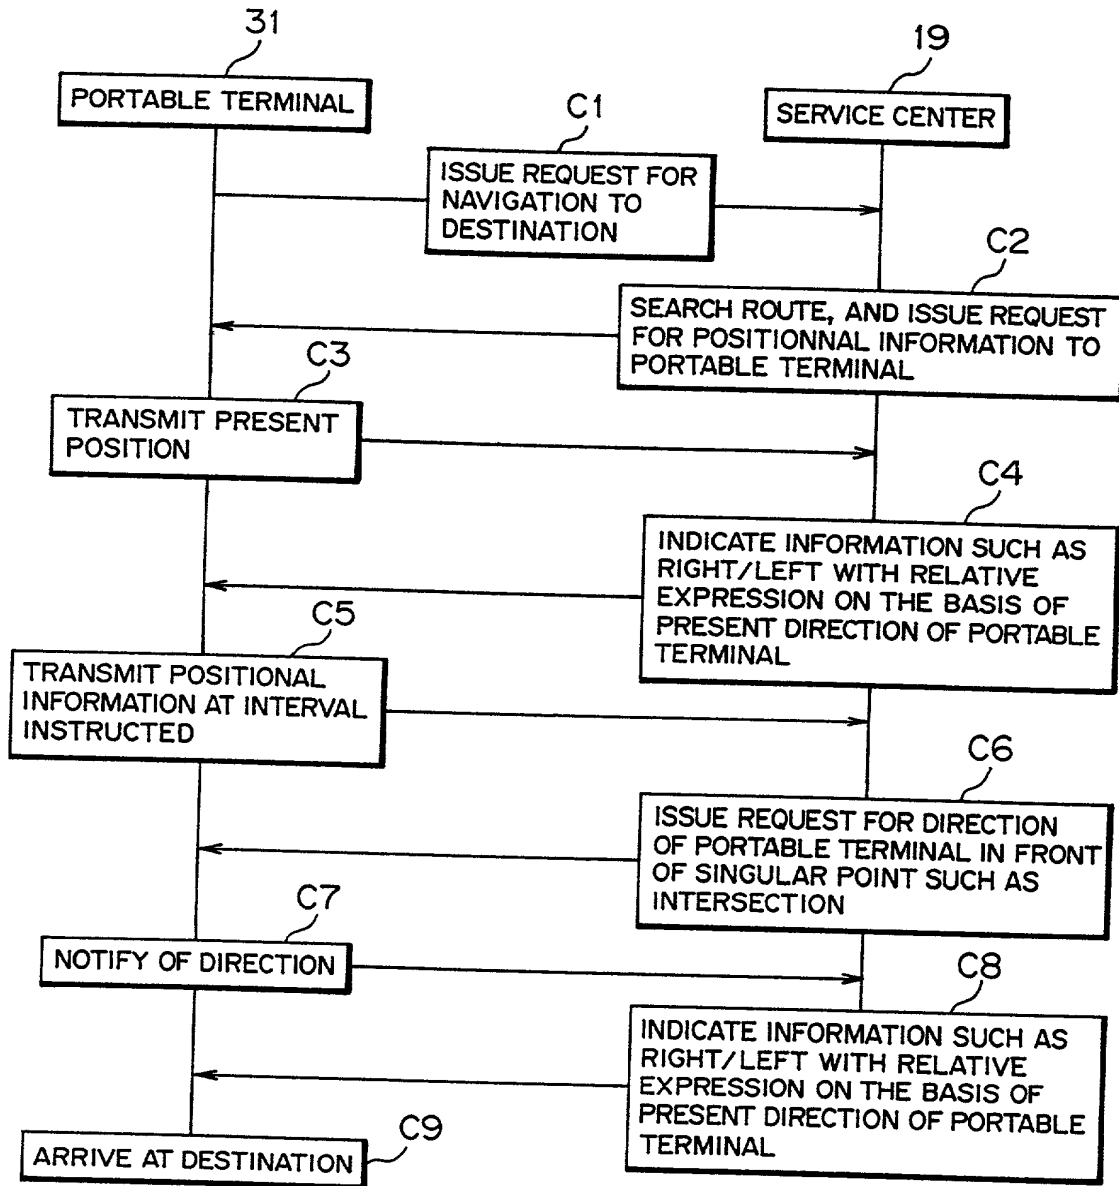 31
PORTABLE TERMINAL
19
SERVICE CENTER
C1
ISSUE REQUEST FOR
NAVIGATION TO
DESTINATION
C2
SEARCH ROUTE, AND ISSUE REQUEST
FOR POSITIONNAL INFORMATION TO
PORTABLE TERMINAL
C3
TRANSMIT PRESENT
POSITION
C4
INDICATE INFORMATION SUCH AS
RIGHT/LEFT WITH RELATIVE
EXPRESSION ON THE BASIS OF
PRESENT DIRECTION OF PORTABLE
TERMINAL
C5
TRANSMIT POSITIONAL
INFORMATION AT INTERVAL
INSTRUCTED
C6
ISSUE REQUEST FOR DIRECTION
OF PORTABLE TERMINAL IN FRONT
OF SINGULAR POINT SUCH AS
INTERSECTION
C7
NOTIFY OF DIRECTION
C8
INDICATE INFORMATION SUCH AS
RIGHT/LEFT WITH RELATIVE
EXPRESSION ON THE BASIS OF
PRESENT DIRECTION OF PORTABLE
TERMINAL
C9
ARRIVE AT DESTINATION